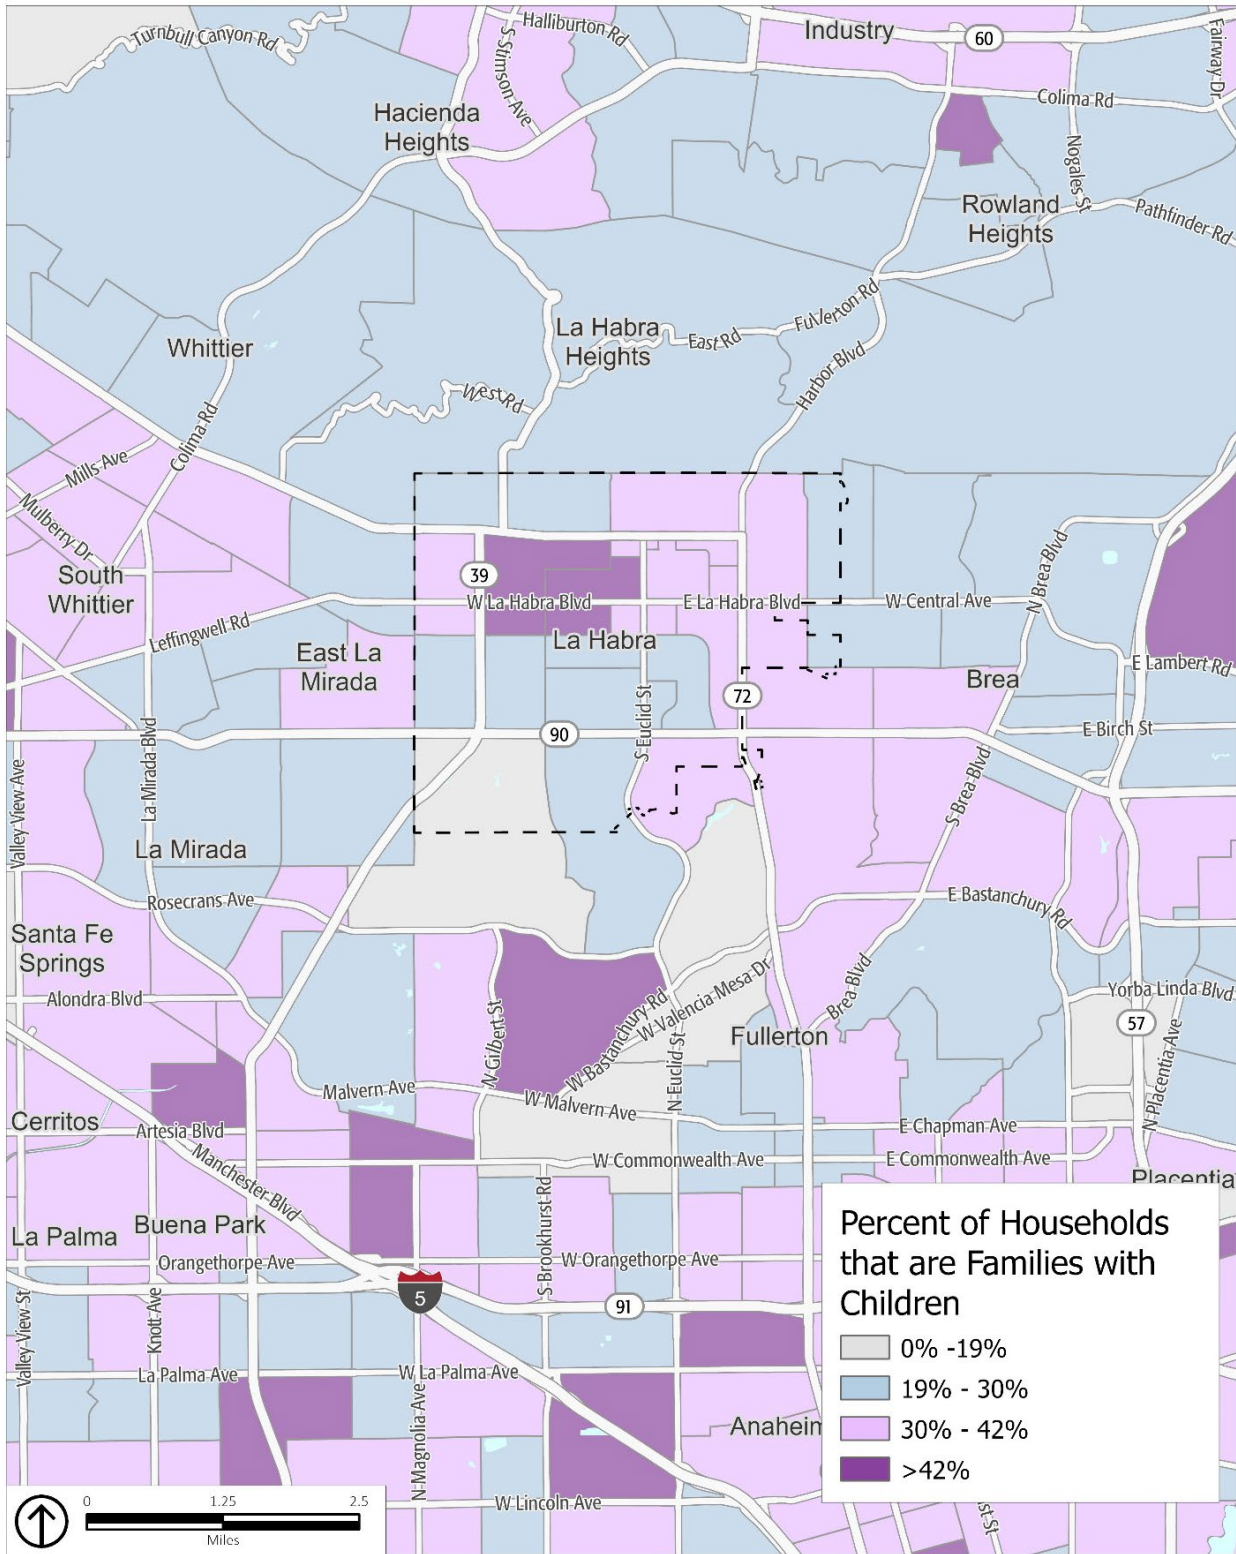 Turnbull Canyon Rd
S Stimson Ave
Halliburton Rd
Industry
60
Fairway Dr
Colima Rd
Hacienda
Heights
Nogales St
Rowland
Heights
Pathfinder Rd
Fullerton Rd
La Habra
Heights
East Rd
Whittier
Harbor Blvd
West Rd
Colima Rd
Mills Ave
Mulberry Dr
South
Whittier
39
W La Habra Blvd
E La Habra Blvd
W Central Ave
N Brea Blvd
Leffingwell Rd
La Habra
East La
Mirada
E Lambert Rd
Brea
72
S Euclid St
90
E Birch St
La Mirada Blvd
Valley View Ave
S Brea Blvd
La Mirada
Rosecrans Ave
E Bastanchury Rd
Santa Fe
Springs
Alondra Blvd
W Valencia Mesa Dr
Brea Blvd
Yorba Linda Blvd
57
N Gilbert St
W Bastanchury Rd
N Euclid St
Fullerton
N Placentia Ave
Malvern Ave
W Malvern Ave
Cerritos
Artesia Blvd
E Chapman Ave
Manchester Blvd
W Commonwealth Ave
E Commonwealth Ave
Placentia
La Palma
Buena Park
S Brookhurst Rd
Orangethorpe Ave
W Orangethorpe Ave
5
91
Valley View St
Knott Ave
La Palma Ave
W La Palma Ave
N Magnolia Ave
Anaheim
W Lincoln Ave
st St
Percent of Households
that are Families with
Children
0% -19%
19% - 30%
30% - 42%
>42%
0 1.25 2.5
Miles